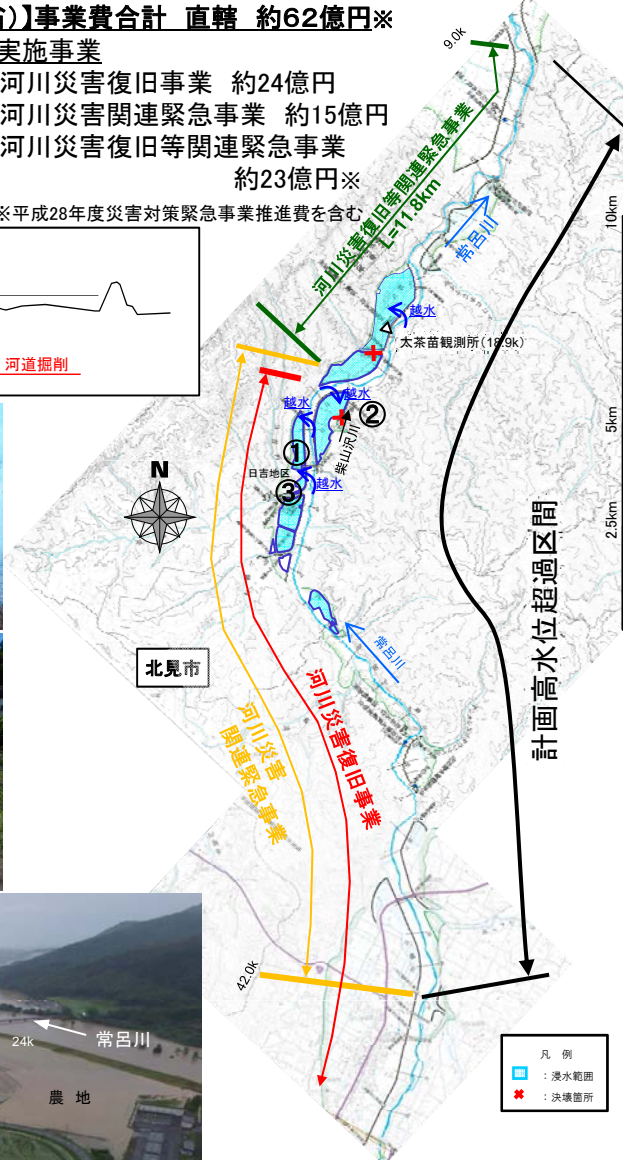 省)】事業費合計 直轄 約62億円※
実施事業
河川災害復旧事業 約24億円
河川災害関連緊急事業 約15億円
河川災害復旧等関連緊急事業
約23億円※
※平成28年度災害対策緊急事業推進費を含む
河道掘削
9.0k
河川災害復旧等関連緊急事業
L=11.8km
常呂川
越水
太茶苗観測所(18.9k)
越水
越水
②
柴山沢川
①
日吉地区
越水
③
N
10km
5km
2.5km
計画高水位超過区間
常呂川
北見市
河川災害
関連緊急事業
河川災害復旧事業
42.0k
24k
常呂川
農地
凡 例
:浸水範囲
:決壊箇所